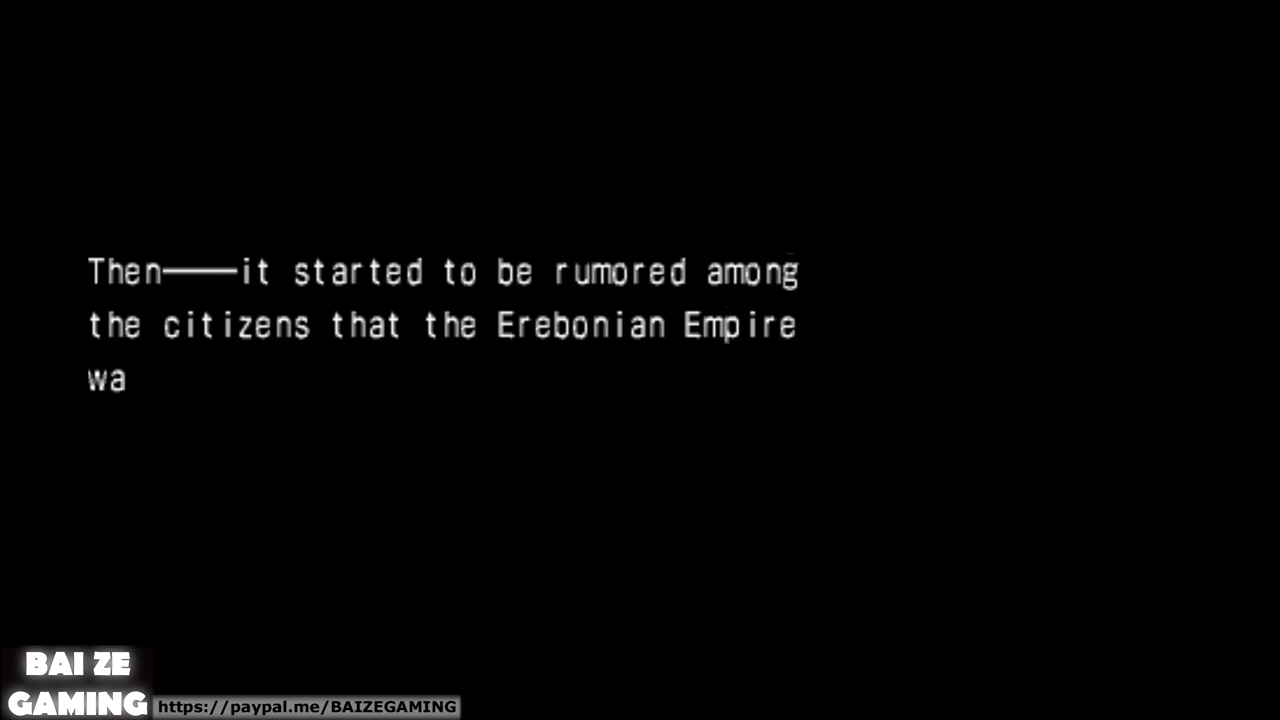 Then━━it started to be rumored among
the citizens that the Erebonian Empire
wa
BAI ZE
GAMING
https://paypal.me/BAIZEGAMING